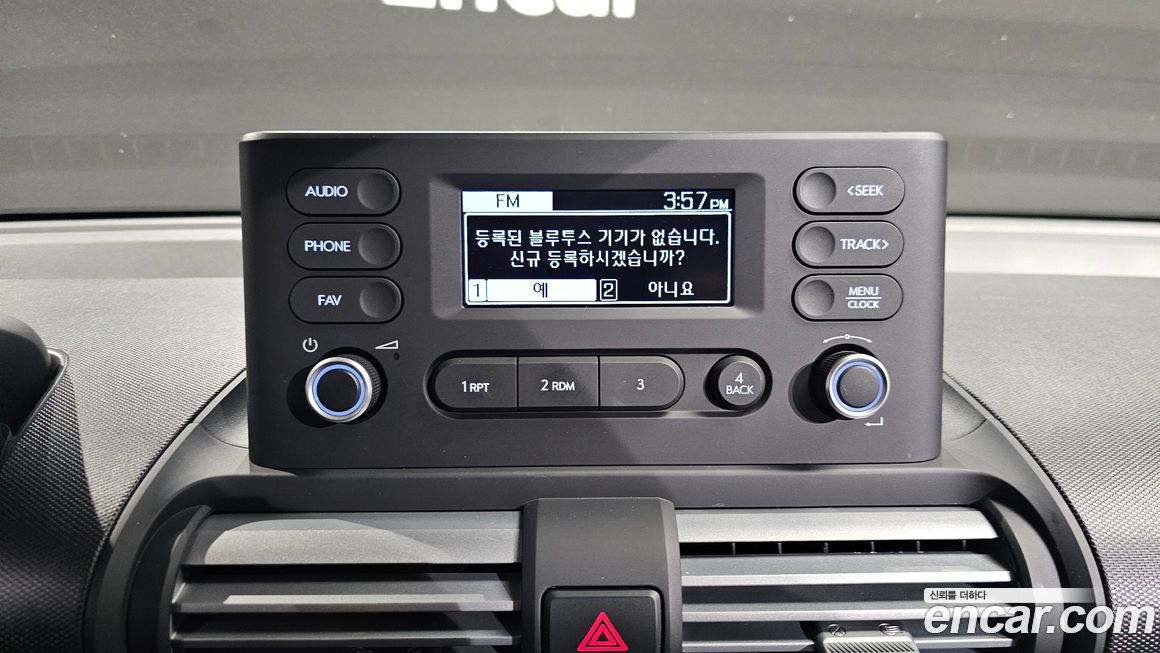 Encar
AUDIO
PHONE
FAV
FM
3:57PM
등록된 블루투스 기기가 없습니다.
신규 등록하시겠습니까?
1 예 2 아니요
<SEEK
TRACK>
MENU
CLOCK
1 RPT
2 RDM
3
4
BACK
신뢰를 더하다
encar.com